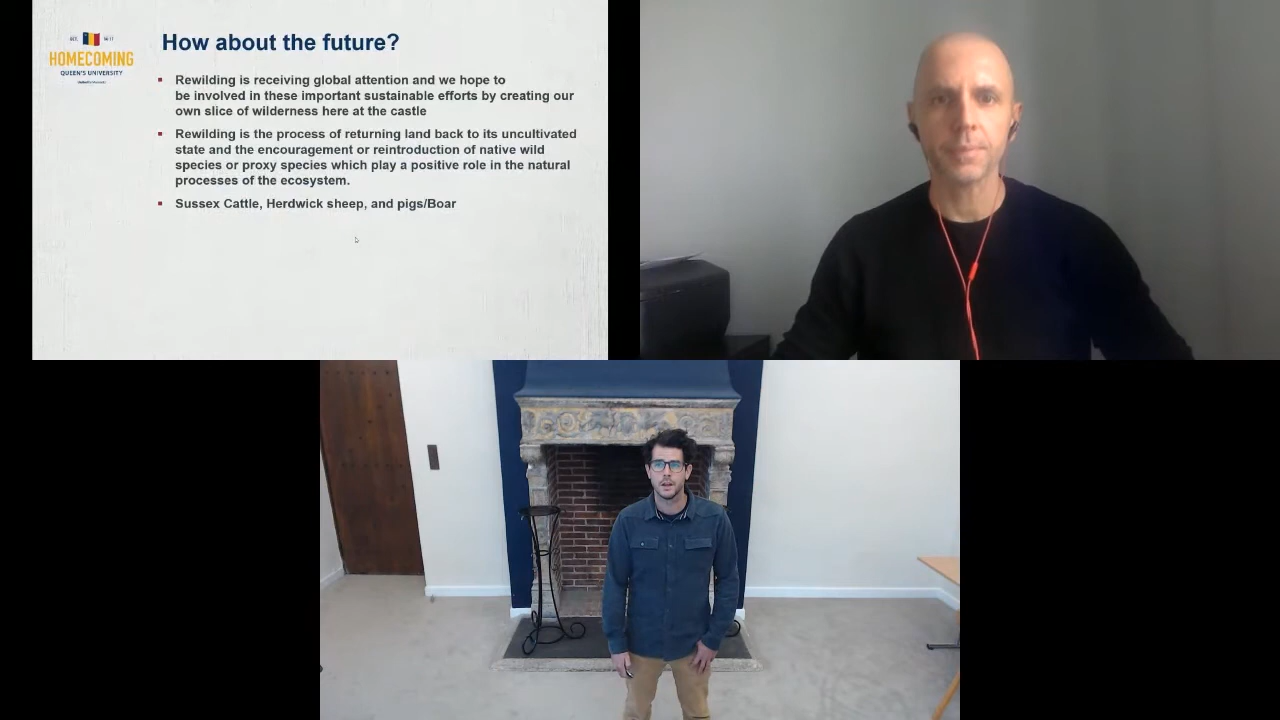 How about the future?
HOMECOMING
QUEEN'S UNIVERSITY
Rewilding is receiving global attention and we hope to
be involved in these important sustainable efforts by creating our
own slice of wilderness here at the castle
Rewilding is the process of returning land back to its uncultivated
state and the encouragement or reintroduction of native wild
species or proxy species which play a positive role in the natural
processes of the ecosystem.
Sussex Cattle, Herdwick sheep, and pigs/Boar